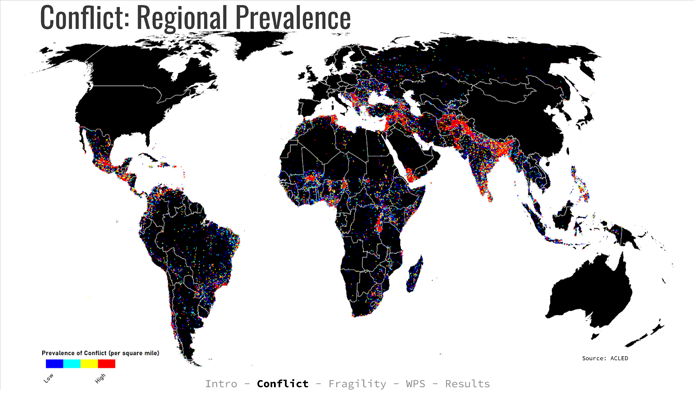 Conflict: Regional Prevalence
Prevalence of Conflict (per square mile)
Low
High
Source: ACLED
Intro – Conflict – Fragility – WPS – Results